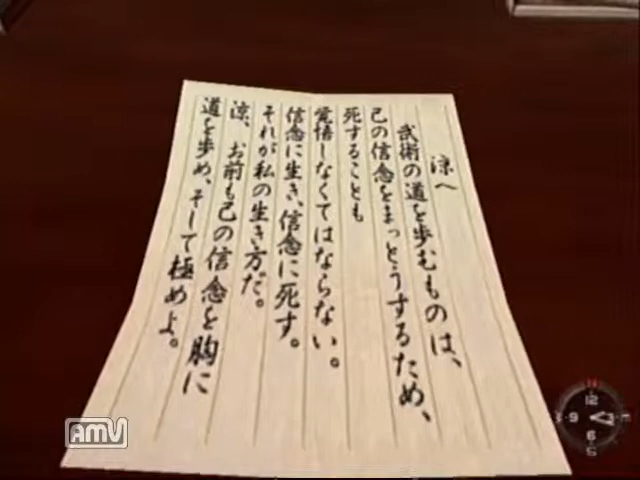 涼へ
武術の道を歩むものは、
己の信念をまっとうするため、
死することも
覚悟しなくてはならない。
信念に生き、信念に死す。
それが私の生き方だ。
涼、お前も己の信念を胸に
道を歩め、そして極めよ。
AMV
N
12
3
6
9
S